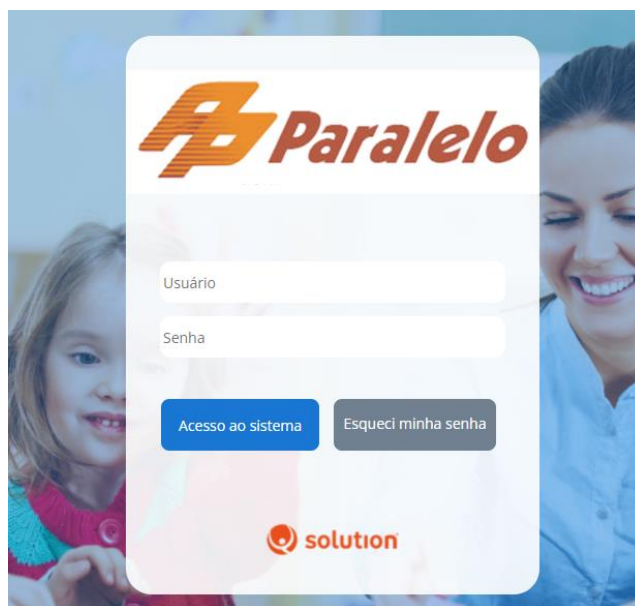 Paralelo
Usuário
Senha
Acesso ao sistema
Esqueci minha senha
solution